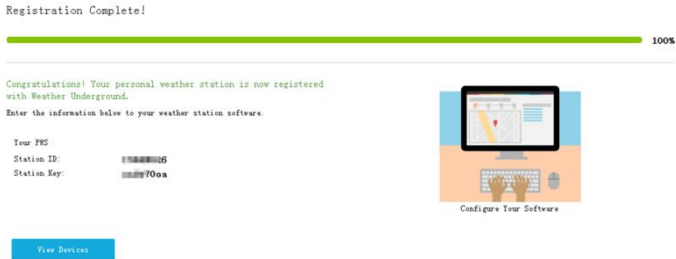 Registration Complete!
100%
Congratulations! Your personal weather station is now registered
with Weather Underground.
Enter the information below to your weather station software.
Your PWS
Station ID:
Station Key:
Configure Your Software
View Devices